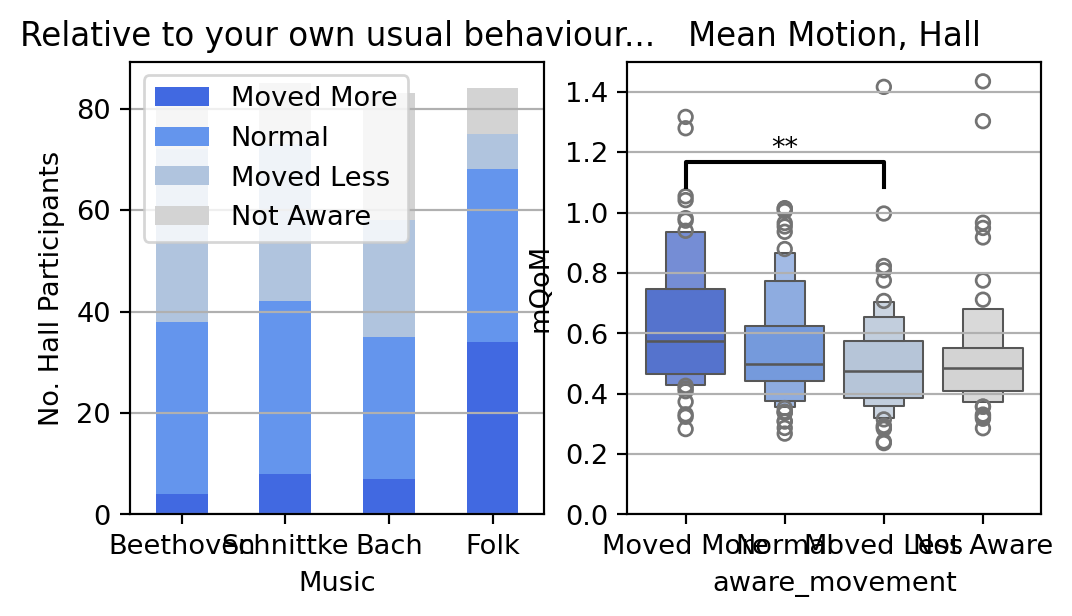 Relative to your own usual behaviour...
Moved More
Normal
Moved Less
Not Aware
No. Hall Participants
80
60
40
20
0
Beethoven
Schnittke
Bach
Folk
Music
Mean Motion, Hall
**
mQoM
1.4
1.2
1.0
0.8
0.6
0.4
0.2
0.0
Moved More
Normal
Moved Less
Not Aware
aware_movement